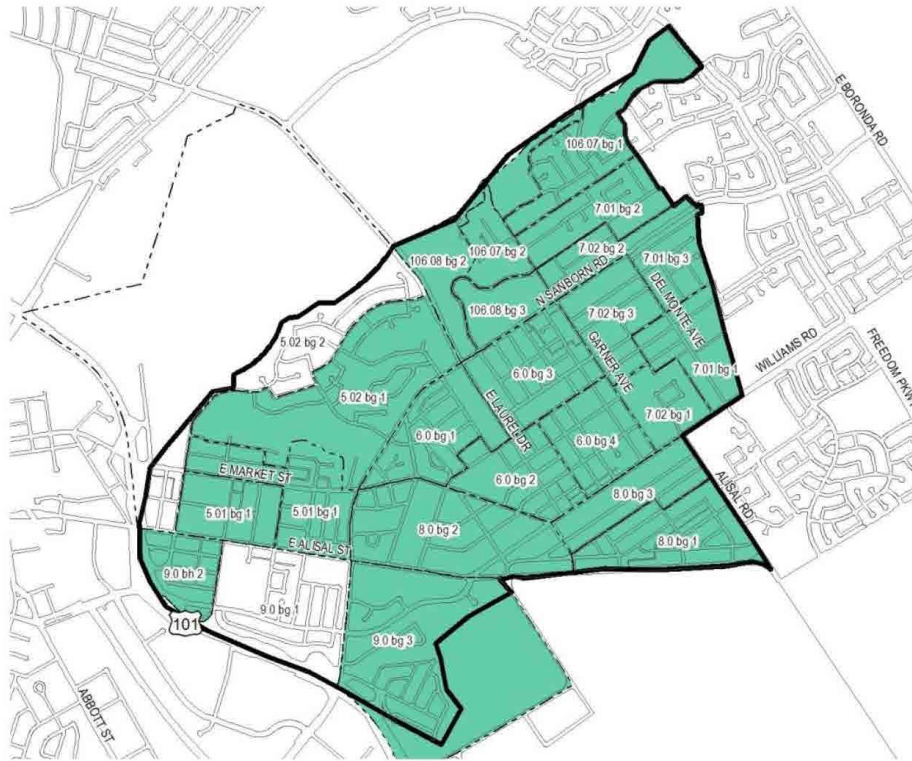 E BORONDA RD
106.07 bg 1
7.01 bg 2
106.07 bg 2
7.02 bg 2
106.08 bg 2
7.01 bg 3
N SANBORN RD
DEL MONTE AVE
106.08 bg 3
7.02 bg 3
5.02 bg 2
WILLIAMS RD
FREEDOM PKWY
GARNER AVE
6.0 bg 3
7.01 bg 1
5.02 bg 1
E LAUREL DR
7.02 bg 1
6.0 bg 1
6.0 bg 4
E MARKET ST
6.0 bg 2
ALISAL RD
8.0 bg 3
5.01 bg 1
5.01 bg 1
8.0 bg 2
E ALISAL ST
8.0 bg 1
9.0 bh 2
9.0 bg 1
101
9.0 bg 3
ABBOTT ST